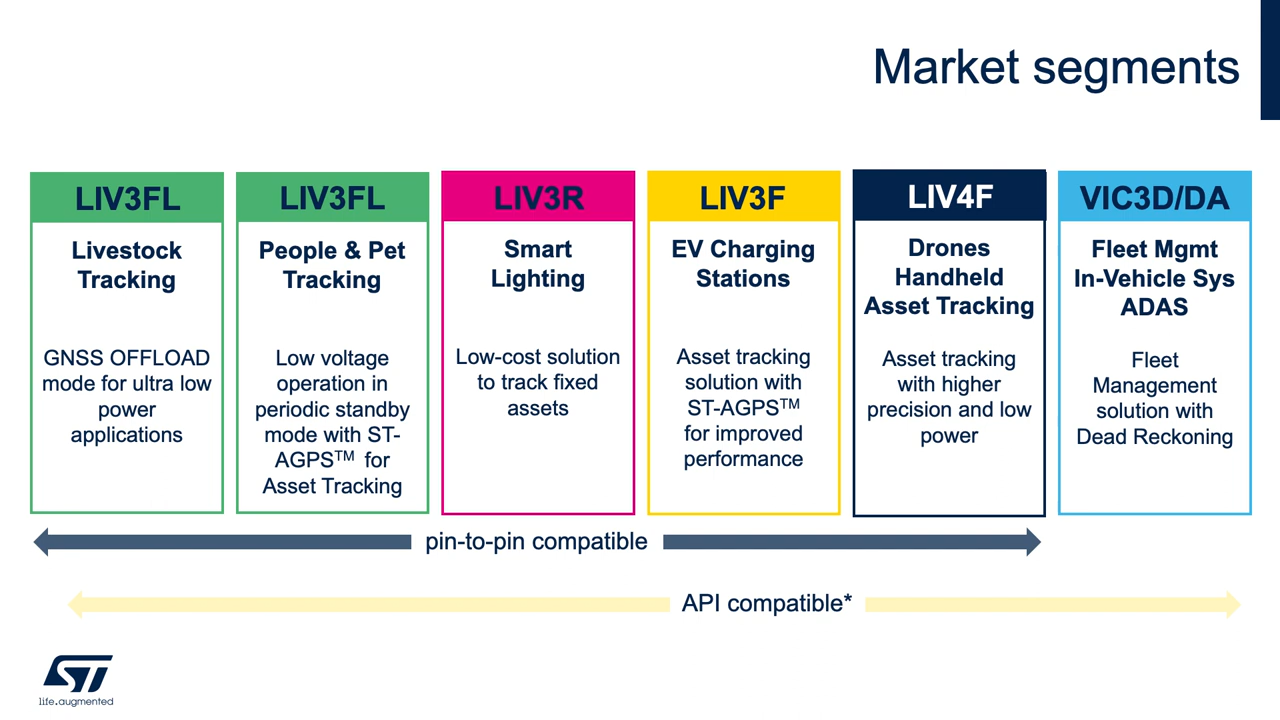 Market segments
LIV3FL
Livestock
Tracking
GNSS OFFLOAD
mode for ultra low
power
applications
LIV3FL
People & Pet
Tracking
Low voltage
operation in
periodic standby
mode with ST-
AGPS™ for
Asset Tracking
LIV3R
Smart
Lighting
Low-cost solution
to track fixed
assets
LIV3F
EV Charging
Stations
Asset tracking
solution with
ST-AGPS™
for improved
performance
LIV4F
Drones
Handheld
Asset Tracking
Asset tracking
with higher
precision and low
power
VIC3D/DA
Fleet Mgmt
In-Vehicle Sys
ADAS
Fleet
Management
solution with
Dead Reckoning
pin-to-pin compatible
API compatible*
ST
life.augmented